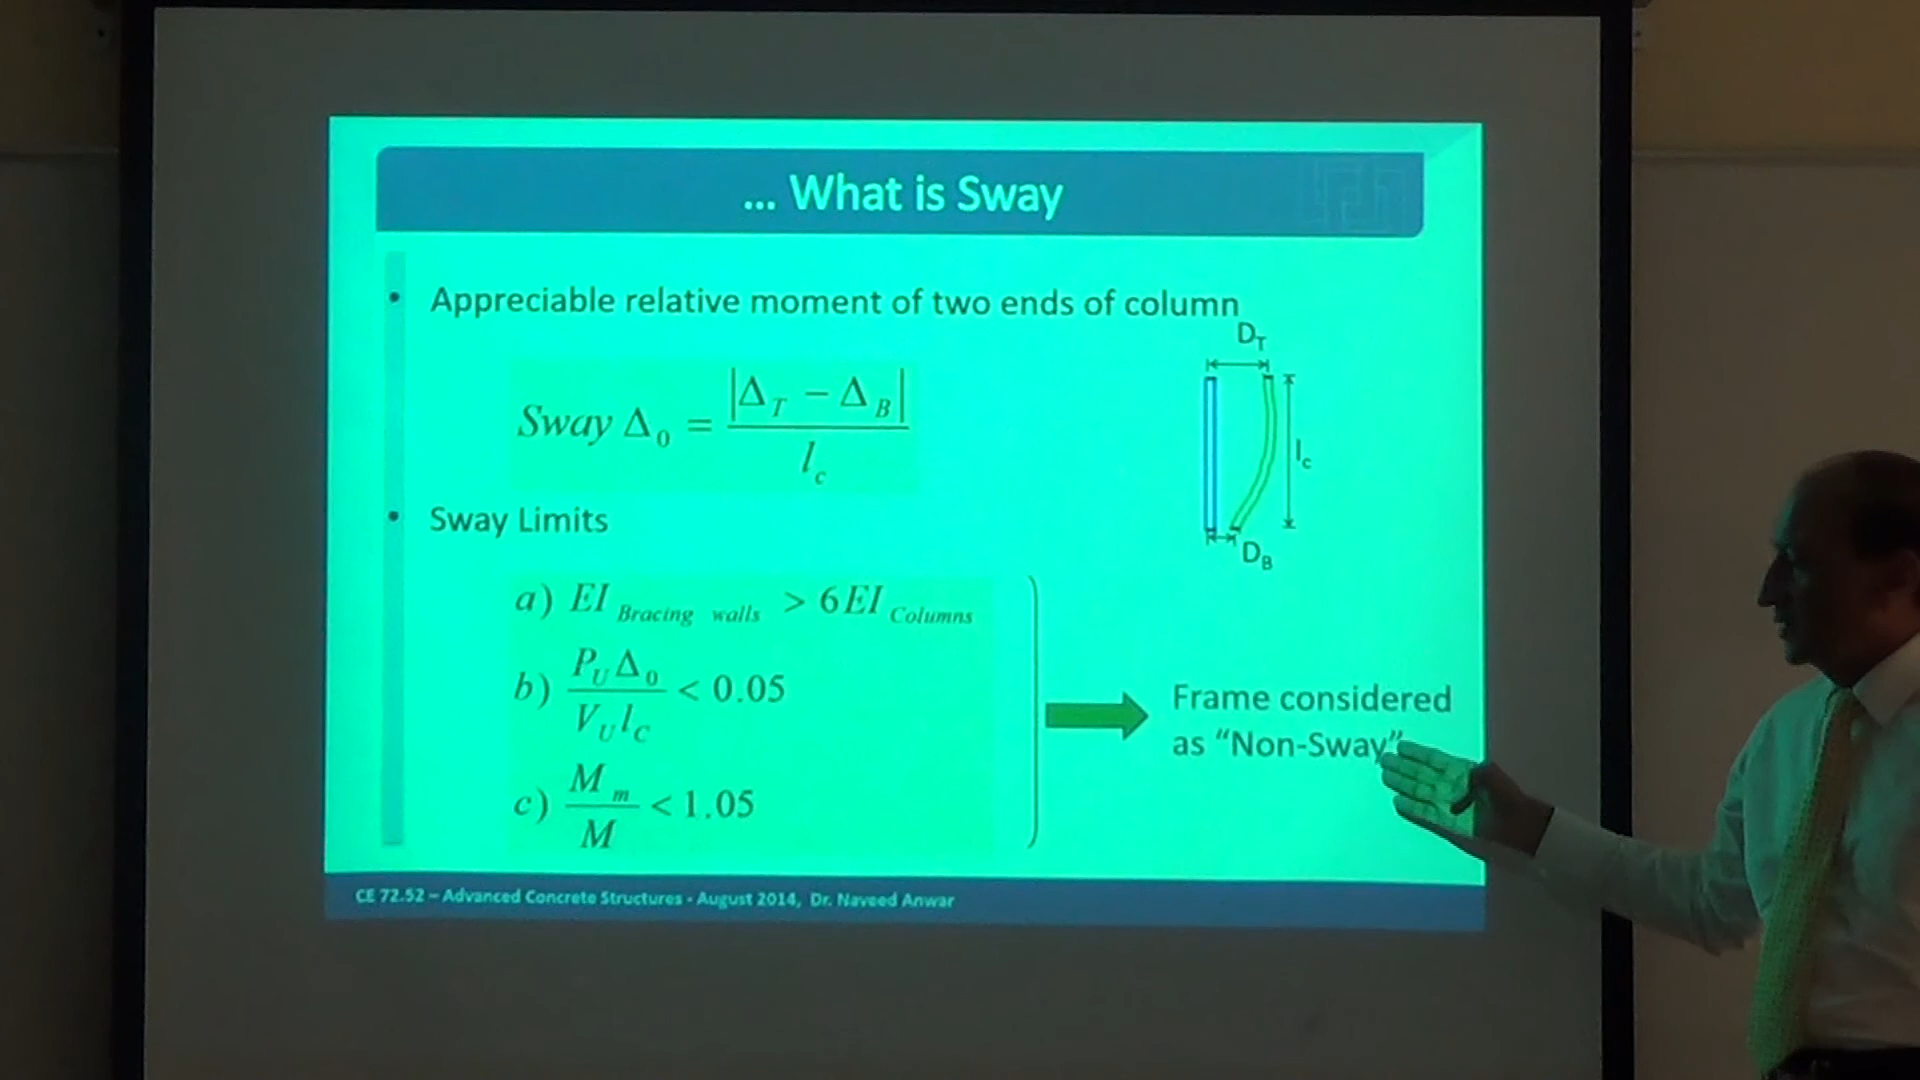 ... What is Sway
• Appreciable relative moment of two ends of column
D_T
Sway Δ_0 = |Δ_T − Δ_B| / l_c
l_c
• Sway Limits
D_B
a) EI_Bracing walls > 6EI_Columns
b) P_U Δ_0 / V_U l_C < 0.05
Frame considered
as “Non-Sway”
c) M_m / M < 1.05
CE 72.52 – Advanced Concrete Structures - August 2014, Dr. Naveed Anwar